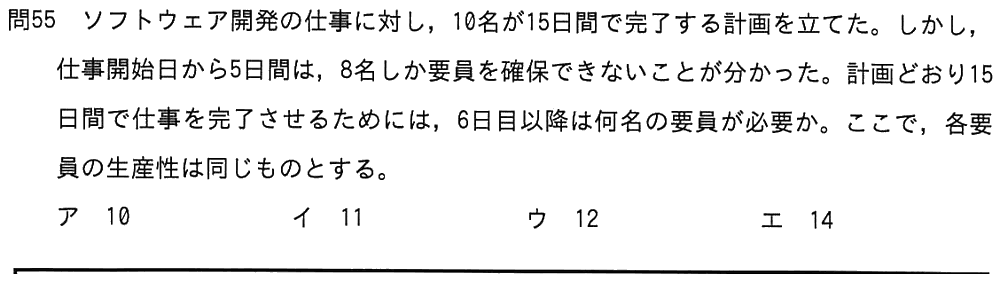 問55 ソフトウェア開発の仕事に対し，10名が15日間で完了する計画を立てた。しかし，
仕事開始日から5日間は，8名しか要員を確保できないことが分かった。計画どおり15
日間で仕事を完了させるためには，6日目以降は何名の要員が必要か。ここで，各要
員の生産性は同じものとする。
ア 10 イ 11 ウ 12 エ 14